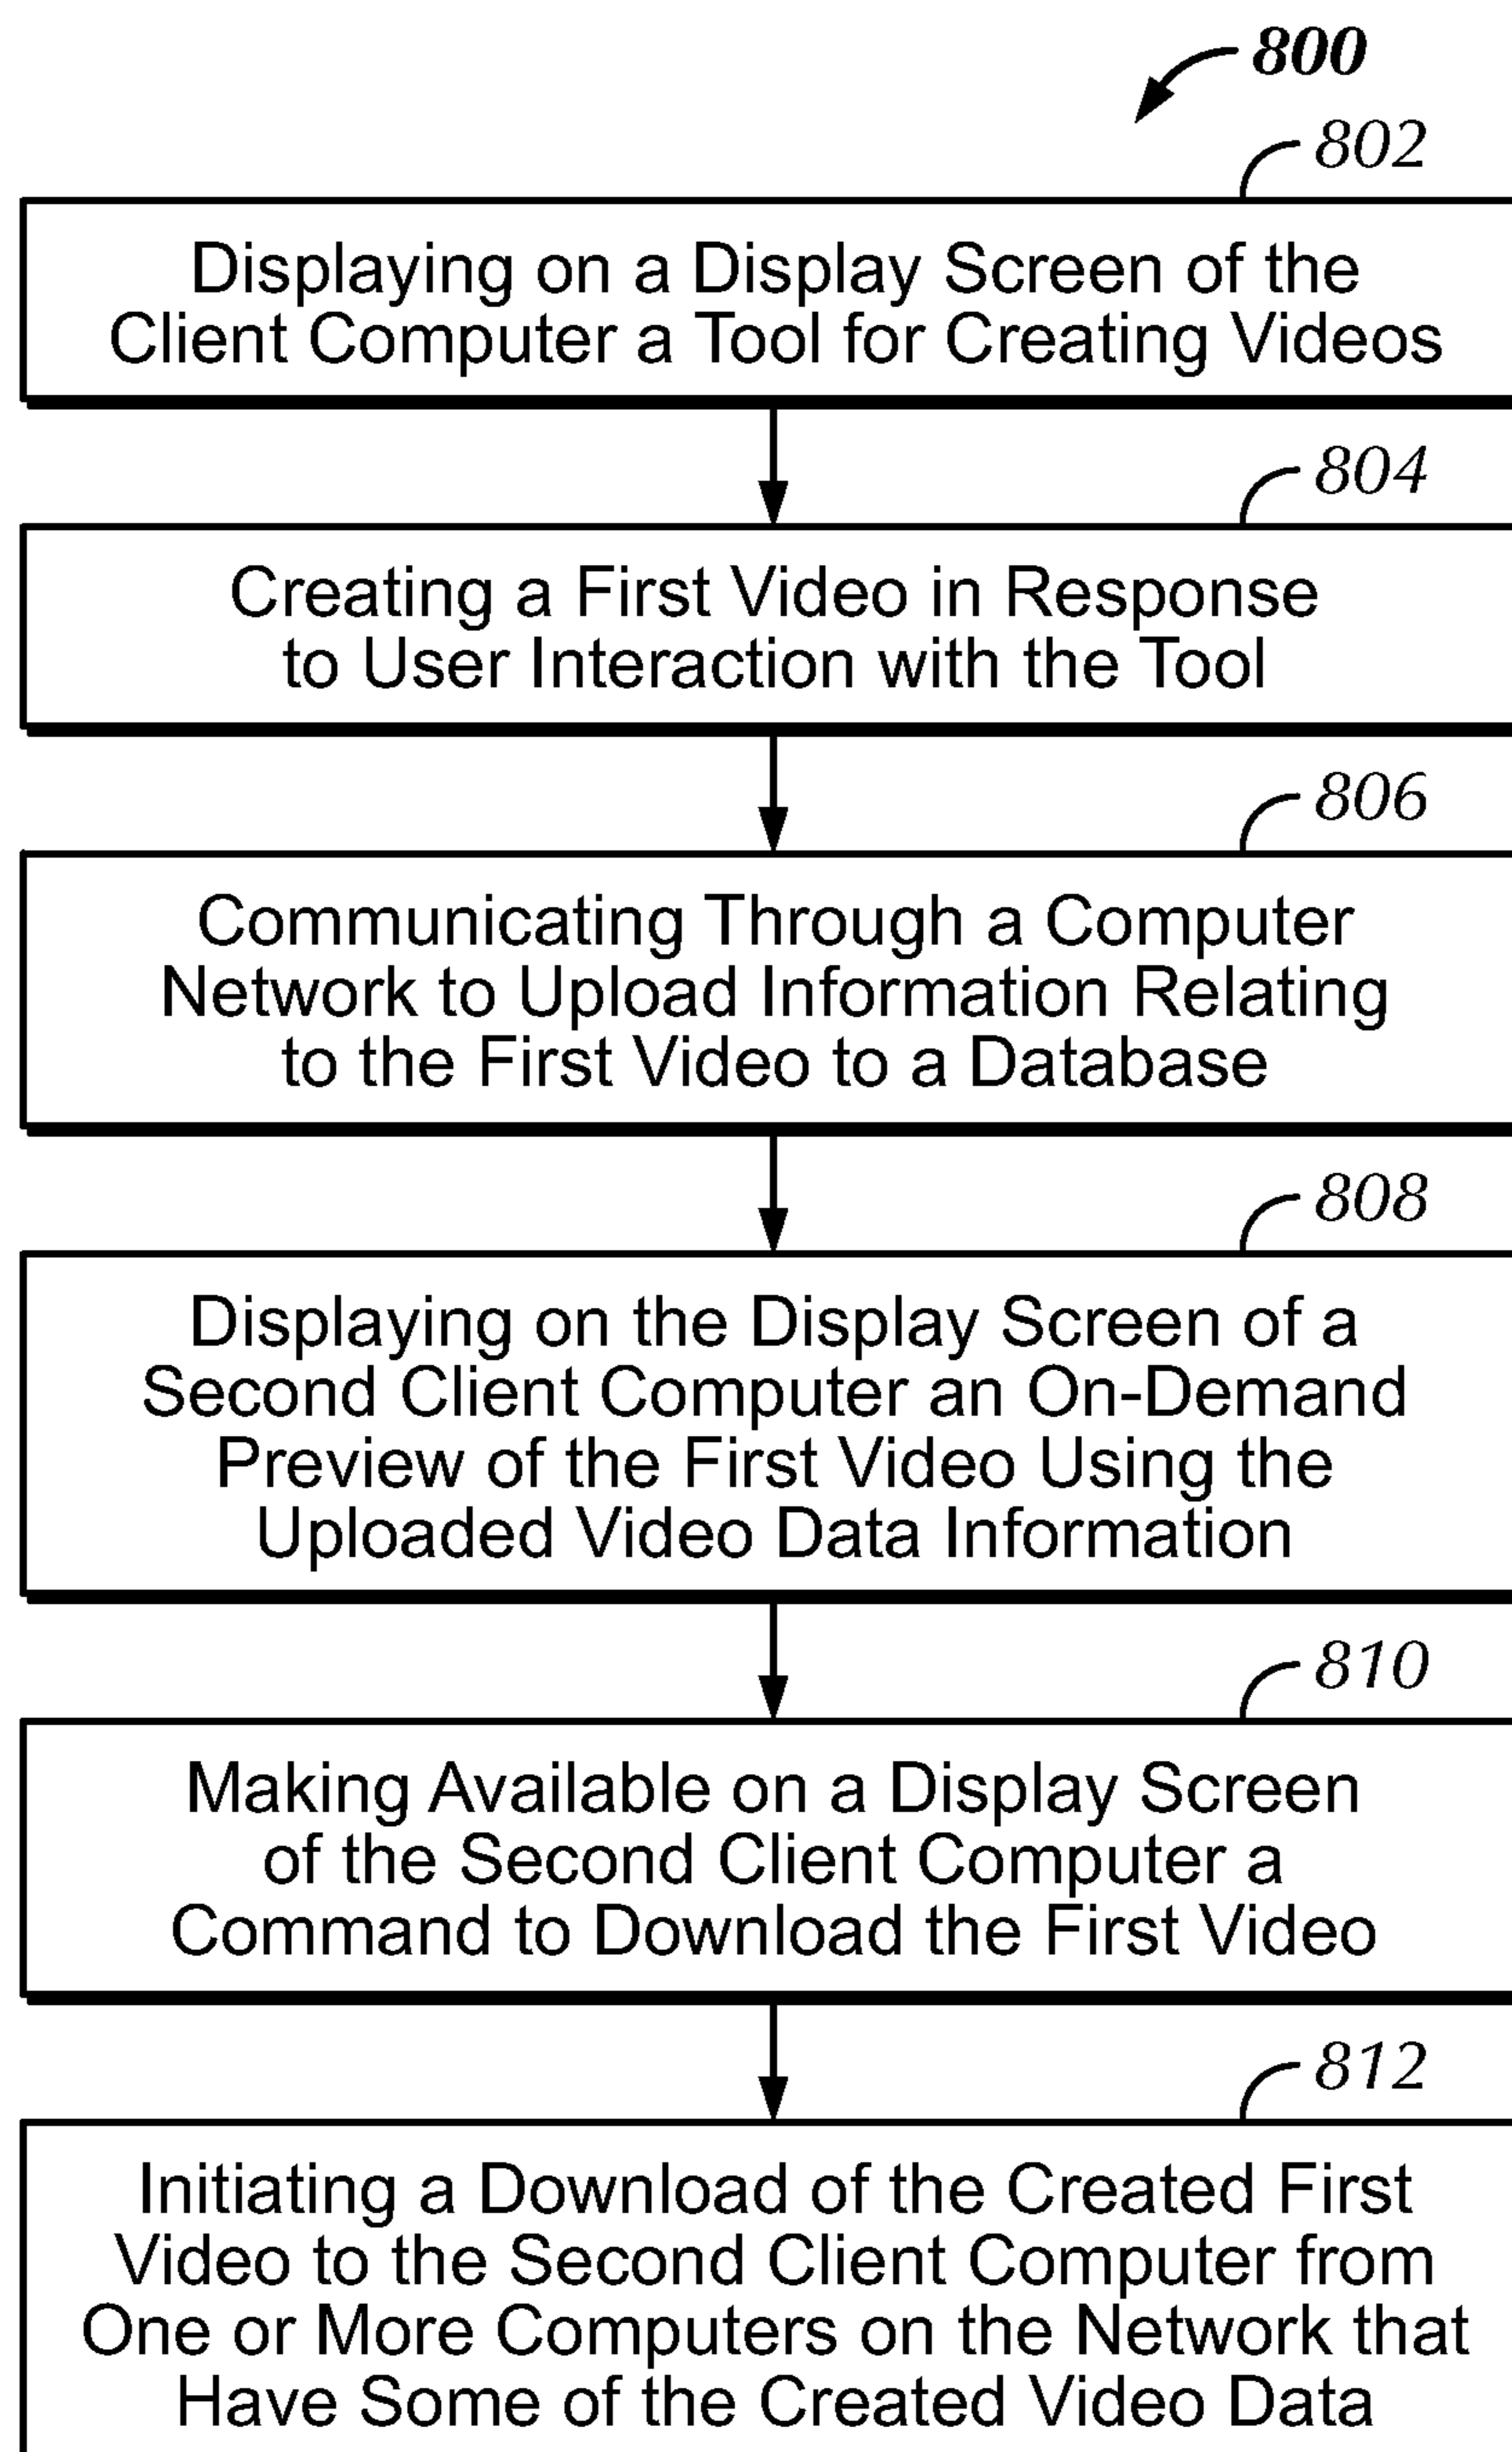 800
802
Displaying on a Display Screen of the
Client Computer a Tool for Creating Videos
804
Creating a First Video in Response
to User Interaction with the Tool
806
Communicating Through a Computer
Network to Upload Information Relating
to the First Video to a Database
808
Displaying on the Display Screen of a
Second Client Computer an On-Demand
Preview of the First Video Using the
Uploaded Video Data Information
810
Making Available on a Display Screen
of the Second Client Computer a
Command to Download the First Video
812
Initiating a Download of the Created First
Video to the Second Client Computer from
One or More Computers on the Network that
Have Some of the Created Video Data